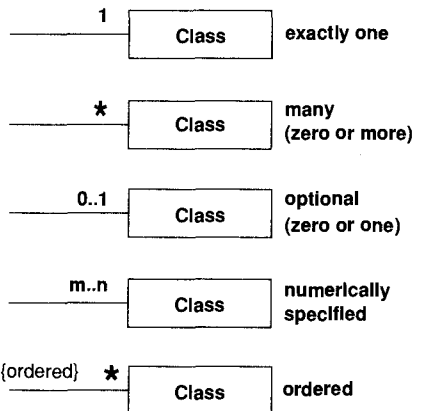 1
Class
exactly one
*
Class
many
(zero or more)
0..1
Class
optional
(zero or one)
m..n
Class
numerically
specified
{ordered} *
Class
ordered